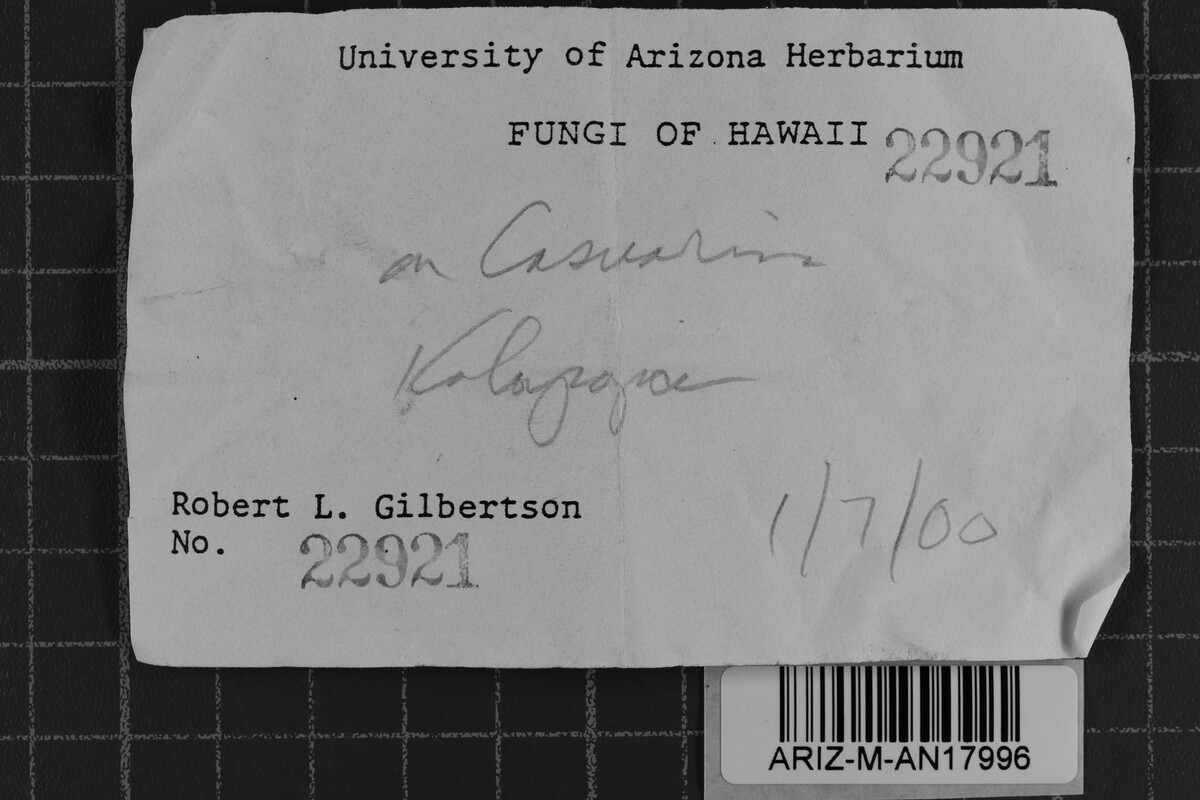 University of Arizona Herbarium
FUNGI OF HAWAII 22921
on Casuarina
Kalapana
Robert L. Gilbertson
No. 22921
1/7/00
ARIZ-M-AN17996